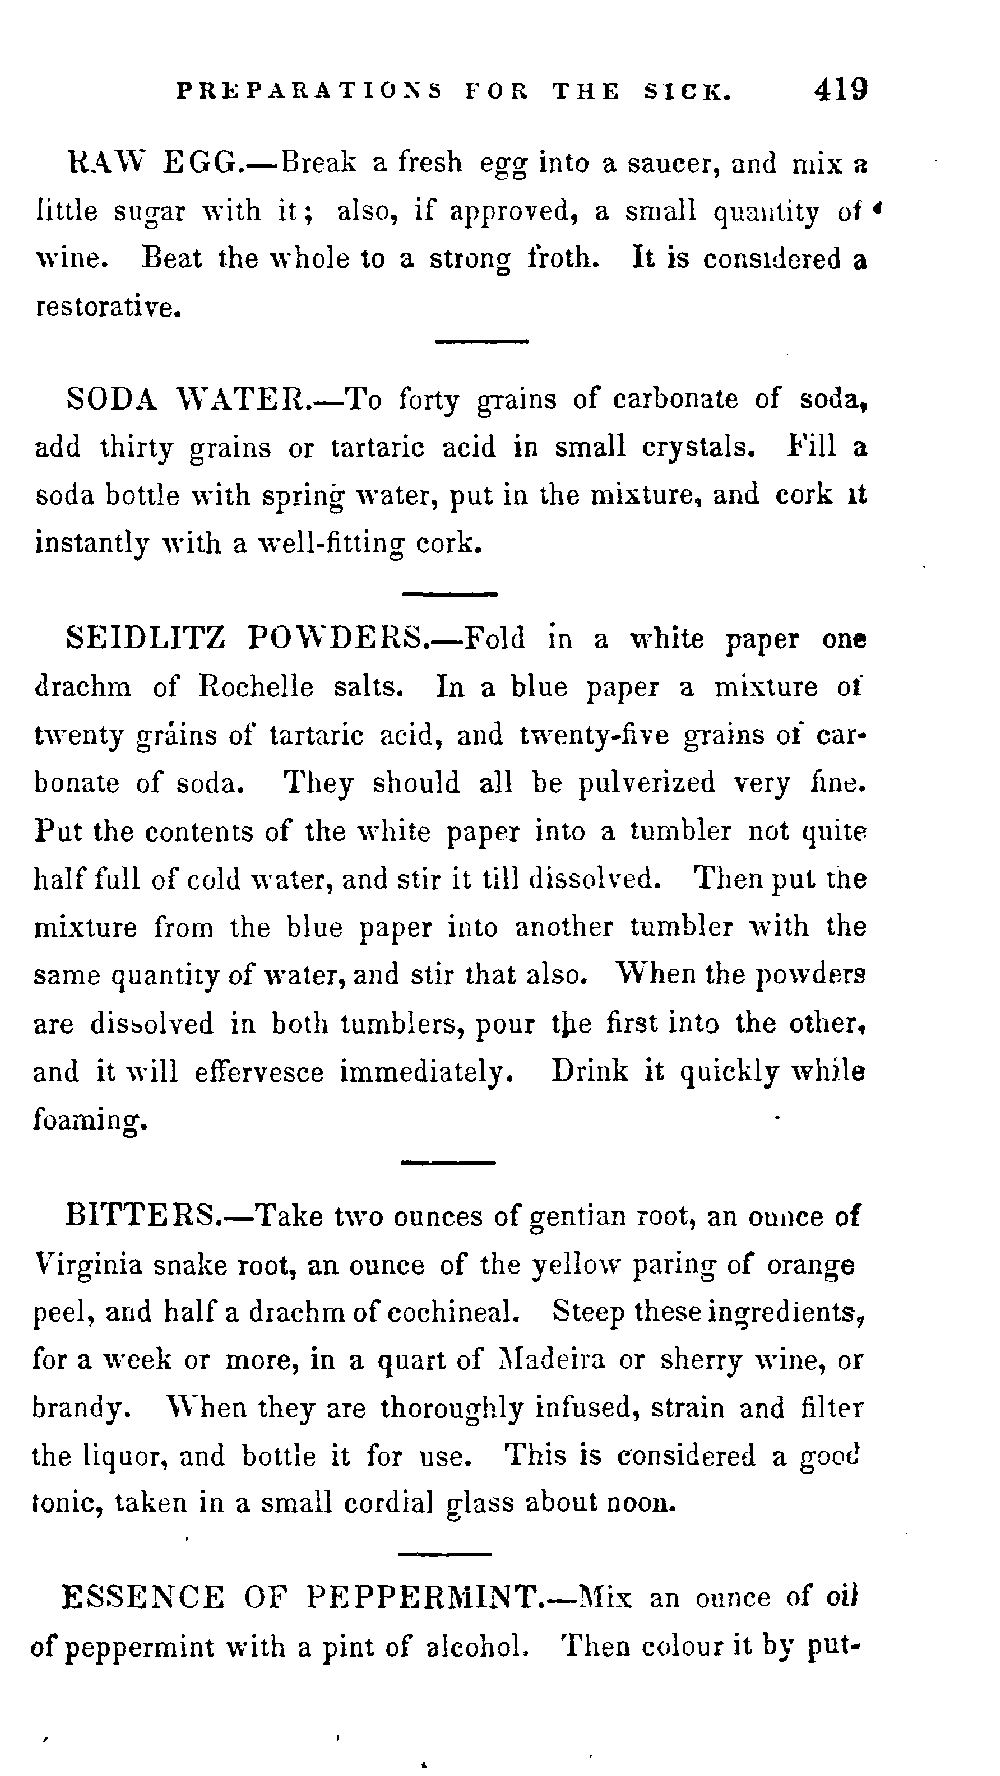 PREPARATIONS FOR THE SICK. 419
RAW EGG.—Break a fresh egg into a saucer, and mix a
little sugar with it; also, if approved, a small quantity of
wine. Beat the whole to a strong froth. It is considered a
restorative.
SODA WATER.—To forty grains of carbonate of soda,
add thirty grains or tartaric acid in small crystals. Fill a
soda bottle with spring water, put in the mixture, and cork it
instantly with a well-fitting cork.
SEIDLITZ POWDERS.—Fold in a white paper one
drachm of Rochelle salts. In a blue paper a mixture of
twenty grains of tartaric acid, and twenty-five grains of car-
bonate of soda. They should all be pulverized very fine.
Put the contents of the white paper into a tumbler not quite
half full of cold water, and stir it till dissolved. Then put the
mixture from the blue paper into another tumbler with the
same quantity of water, and stir that also. When the powders
are dissolved in both tumblers, pour the first into the other,
and it will effervesce immediately. Drink it quickly while
foaming.
BITTERS.—Take two ounces of gentian root, an ounce of
Virginia snake root, an ounce of the yellow paring of orange
peel, and half a drachm of cochineal. Steep these ingredients,
for a week or more, in a quart of Madeira or sherry wine, or
brandy. When they are thoroughly infused, strain and filter
the liquor, and bottle it for use. This is considered a good
tonic, taken in a small cordial glass about noon.
ESSENCE OF PEPPERMINT.—Mix an ounce of oil
of peppermint with a pint of alcohol. Then colour it by put-